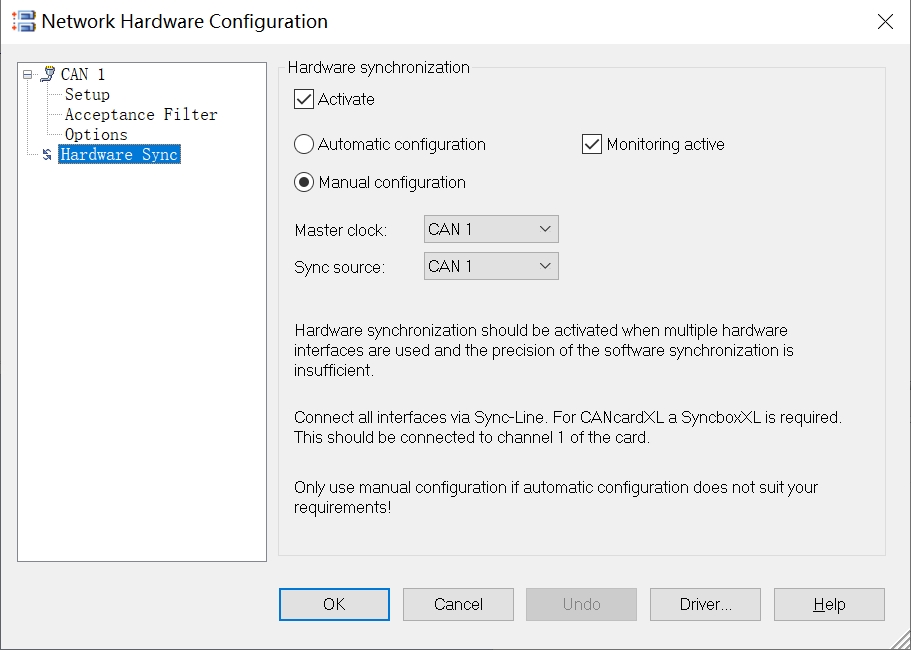 Network Hardware Configuration
CAN 1
Setup
Acceptance Filter
Options
Hardware Sync
Hardware synchronization
Activate
Automatic configuration
Monitoring active
Manual configuration
Master clock:
CAN 1
Sync source:
CAN 1
Hardware synchronization should be activated when multiple hardware
interfaces are used and the precision of the software synchronization is
insufficient.
Connect all interfaces via Sync-Line. For CANcardXL a SyncboxXL is required.
This should be connected to channel 1 of the card.
Only use manual configuration if automatic configuration does not suit your
requirements!
OK
Cancel
Undo
Driver...
Help